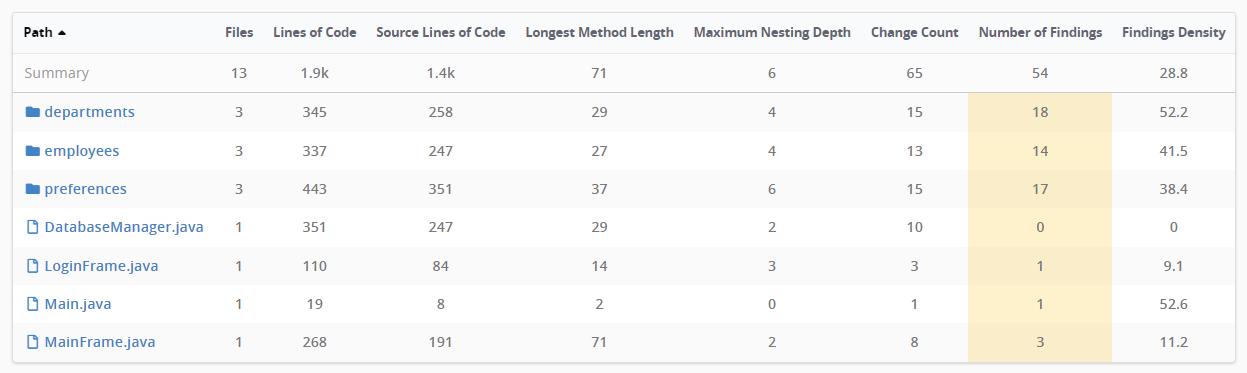 Path Files Lines of Code Source Lines of Code Longest Method Length Maximum Nesting Depth Change Count Number of Findings Findings Density
Summary 13 1.9k 1.4k 71 6 65 54 28.8
departments 3 345 258 29 4 15 18 52.2
employees 3 337 247 27 4 13 14 41.5
preferences 3 443 351 37 6 15 17 38.4
DatabaseManager.java 1 351 247 29 2 10 0 0
LoginFrame.java 1 110 84 14 3 3 1 9.1
Main.java 1 19 8 2 0 1 1 52.6
MainFrame.java 1 268 191 71 2 8 3 11.2